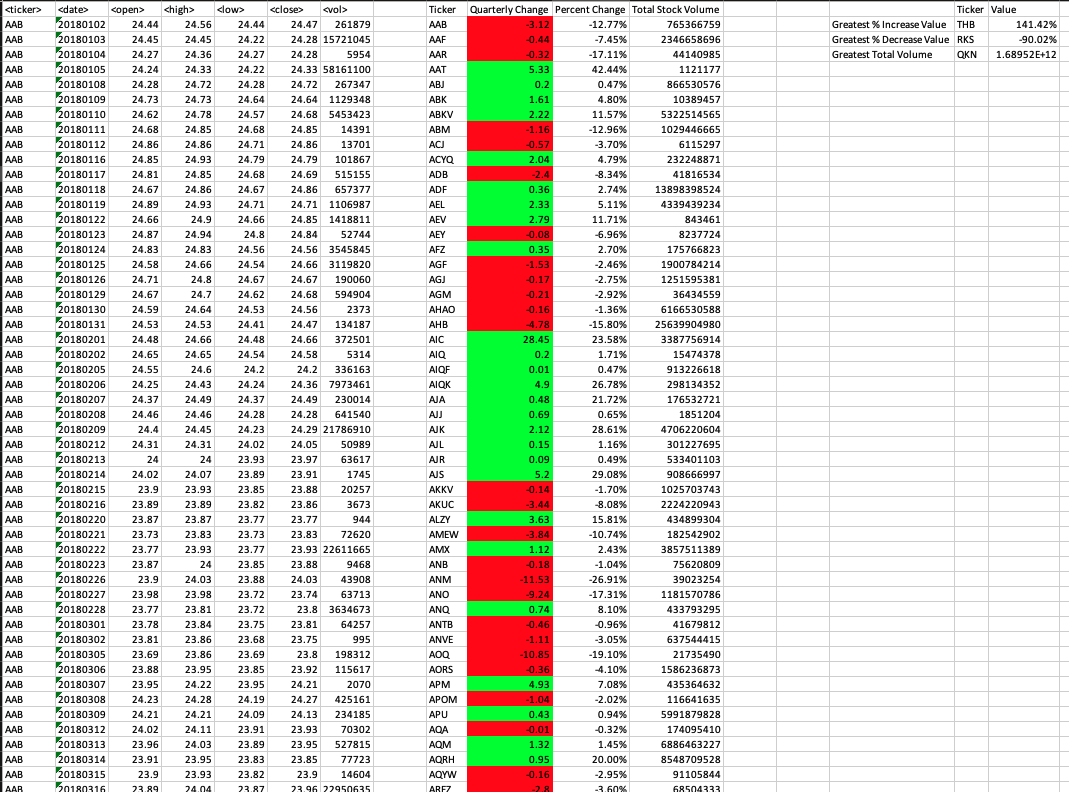 <ticker> <date> <open> <high> <low> <close> <vol> Ticker Quarterly Change Percent Change Total Stock Volume Ticker Value
AAB 20180102 24.44 24.56 24.44 24.47 261879 AAB -3.12 -12.77% 765366759 Greatest % Increase Value THB 141.42%
AAB 20180103 24.45 24.45 24.22 24.28 15721045 AAF -0.44 -7.45% 2346658696 Greatest % Decrease Value RKS -90.02%
AAB 20180104 24.27 24.36 24.27 24.28 5954 AAR -0.32 -17.11% 44140985 Greatest Total Volume QKN 1.68952E+12
AAB 20180105 24.24 24.33 24.22 24.33 58161100 AAT 5.33 42.44% 1121177
AAB 20180108 24.28 24.72 24.28 24.72 267347 ABJ 0.2 0.47% 866530576
AAB 20180109 24.73 24.73 24.64 24.64 1129348 ABK 1.61 4.80% 10389457
AAB 20180110 24.62 24.78 24.57 24.68 5453423 ABKV 2.22 11.57% 5322514565
AAB 20180111 24.68 24.85 24.68 24.85 14391 ABM -1.16 -12.96% 1029446665
AAB 20180112 24.86 24.86 24.71 24.86 13701 ACJ -0.57 -3.70% 6115297
AAB 20180116 24.85 24.93 24.79 24.79 101867 ACYQ 2.04 4.79% 232248871
AAB 20180117 24.81 24.85 24.68 24.69 515155 ADB -2.4 -8.34% 41816534
AAB 20180118 24.67 24.86 24.67 24.86 657377 ADF 0.36 2.74% 13898398524
AAB 20180119 24.89 24.93 24.71 24.71 1106987 AEL 2.33 5.11% 4339439234
AAB 20180122 24.66 24.9 24.66 24.85 1418811 AEV 2.79 11.71% 843461
AAB 20180123 24.87 24.94 24.8 24.84 52744 AEY -0.08 -6.96% 8237724
AAB 20180124 24.83 24.83 24.56 24.56 3545845 AFZ 0.35 2.70% 175766823
AAB 20180125 24.58 24.66 24.54 24.66 3119820 AGF -1.53 -2.46% 1900784214
AAB 20180126 24.71 24.8 24.67 24.67 190060 AGJ -0.17 -2.75% 1251595381
AAB 20180129 24.67 24.7 24.62 24.68 594904 AGM -0.21 -2.92% 36434559
AAB 20180130 24.59 24.64 24.53 24.56 2373 AHAO -0.16 -1.36% 6166530588
AAB 20180131 24.53 24.53 24.41 24.47 134187 AHB -4.78 -15.80% 25639904980
AAB 20180201 24.48 24.66 24.48 24.66 372501 AIC 28.45 23.58% 3387756914
AAB 20180202 24.65 24.65 24.54 24.58 5314 AIQ 0.2 1.71% 15474378
AAB 20180205 24.55 24.6 24.2 24.2 336163 AIQF 0.01 0.47% 913226618
AAB 20180206 24.25 24.43 24.24 24.36 7973461 AIQK 4.9 26.78% 298134352
AAB 20180207 24.37 24.49 24.37 24.49 230014 AJA 0.48 21.72% 176532721
AAB 20180208 24.46 24.46 24.28 24.28 641540 AJJ 0.69 0.65% 1851204
AAB 20180209 24.4 24.45 24.23 24.29 21786910 AJK 2.12 28.61% 4706220604
AAB 20180212 24.31 24.31 24.02 24.05 50989 AJL 0.15 1.16% 301227695
AAB 20180213 24 24 23.93 23.97 63617 AJR 0.09 0.49% 533401103
AAB 20180214 24.02 24.07 23.89 23.91 1745 AJS 5.2 29.08% 908666997
AAB 20180215 23.9 23.93 23.85 23.88 20257 AKKV -0.14 -1.70% 1025703743
AAB 20180216 23.89 23.89 23.82 23.86 3673 AKUC -3.44 -8.08% 2224220943
AAB 20180220 23.87 23.87 23.77 23.77 944 ALZY 3.63 15.81% 434899304
AAB 20180221 23.73 23.83 23.73 23.83 72620 AMEW -3.84 -10.74% 182542902
AAB 20180222 23.77 23.93 23.77 23.93 22611665 AMX 1.12 2.43% 3857511389
AAB 20180223 23.87 24 23.85 23.88 9468 ANB -0.18 -1.04% 75620809
AAB 20180226 23.9 24.03 23.88 24.03 43908 ANM -11.53 -26.91% 39023254
AAB 20180227 23.98 23.98 23.72 23.74 63713 ANO -9.24 -17.31% 1181570786
AAB 20180228 23.77 23.81 23.72 23.8 3634673 ANQ 0.74 8.10% 433793295
AAB 20180301 23.78 23.84 23.75 23.81 64257 ANTB -0.46 -0.96% 41679812
AAB 20180302 23.81 23.86 23.68 23.75 995 ANVE -1.11 -3.05% 637544415
AAB 20180305 23.69 23.86 23.69 23.8 198312 AOQ -10.85 -19.10% 21735490
AAB 20180306 23.88 23.95 23.85 23.92 115617 AORS -0.36 -4.10% 1586236873
AAB 20180307 23.95 24.22 23.95 24.21 2070 APM 4.93 7.08% 435364632
AAB 20180308 24.23 24.28 24.19 24.27 425161 APOM -1.04 -2.02% 116641635
AAB 20180309 24.21 24.21 24.09 24.13 234185 APU 0.43 0.94% 5991879828
AAB 20180312 24.02 24.11 23.91 23.93 70302 AQA -0.01 -0.32% 174095410
AAB 20180313 23.96 24.03 23.89 23.95 527815 AQM 1.32 1.45% 6886463227
AAB 20180314 23.91 23.95 23.83 23.85 77723 AQRH 0.95 20.00% 8548709528
AAB 20180315 23.9 23.93 23.82 23.9 14604 AQYW -0.16 -2.95% 91105844
AAB 20180316 23.89 24.04 23.87 23.96 22950635 AREZ -2.8 -3.60% 68504333